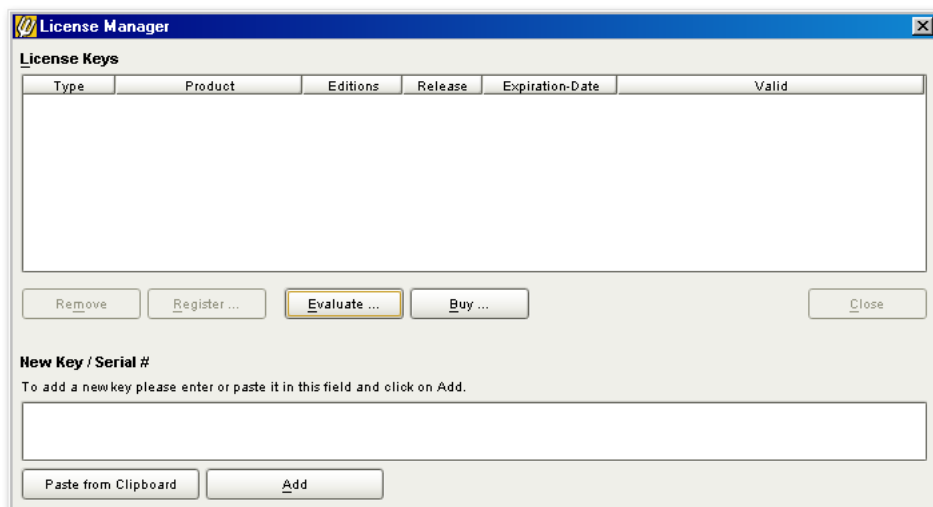 License Manager
License Keys
Type Product Editions Release Expiration-Date Valid
Remove Register ... Evaluate ... Buy ... Close
New Key / Serial #
To add a new key please enter or paste it in this field and click on Add.
Paste from Clipboard Add